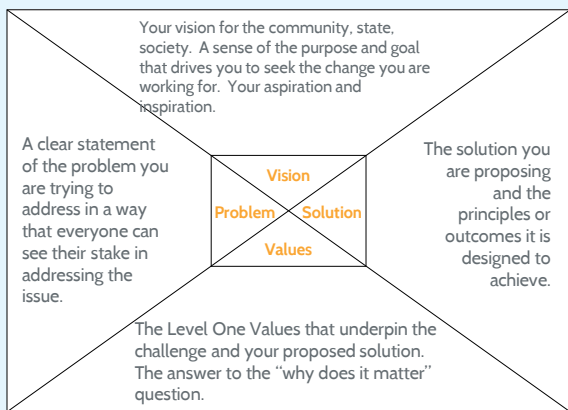 Your vision for the community, state,
society.  A sense of the purpose and goal
that drives you to seek the change you are
working for.  Your aspiration and
inspiration.
A clear statement
of the problem you
are trying to
address in a way
that everyone can
see their stake in
addressing the
issue.
Vision
Problem
Solution
Values
The solution you
are proposing
and the
principles or
outcomes it is
designed to
achieve.
The Level One Values that underpin the
challenge and your proposed solution.
The answer to the “why does it matter”
question.